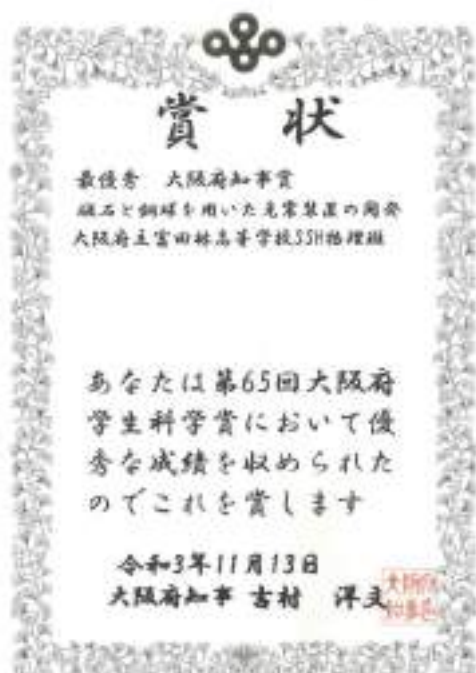 賞状
最優秀 大阪府知事賞
磁石と鋼球を用いた充電装置の開発
大阪府立富田林高等学校SSH物理班
あなたは第65回大阪府
学生科学賞において優
秀な成績を収められた
のでこれを賞します
令和3年11月13日
大阪府知事 吉村 洋文